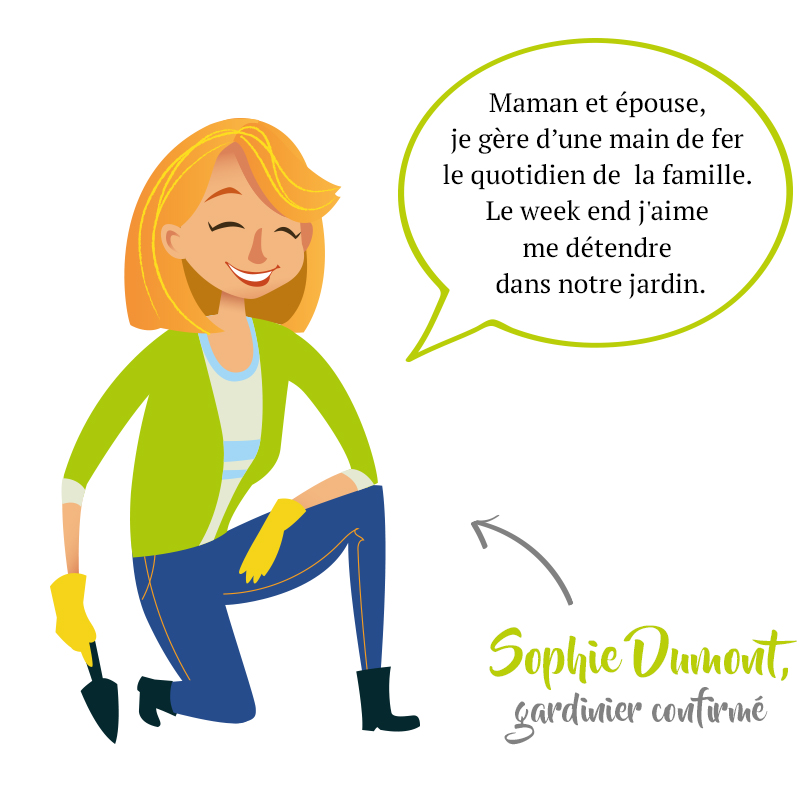 Maman et épouse,
je gère d’une main de fer
le quotidien de  la famille.
Le week end j'aime
me détendre
dans notre jardin.
Sophie Dumont,
gardinier confirmé